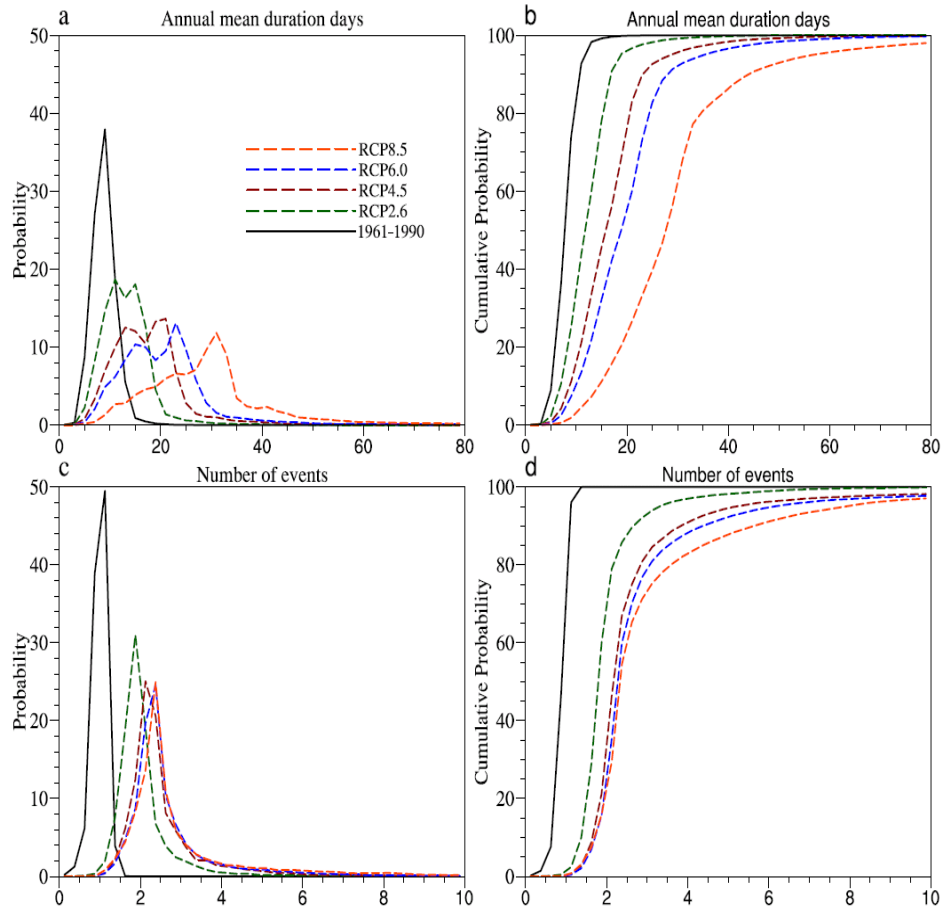 a
Annual mean duration days
50
40
30
20
10
0
Probability
RCP8.5
RCP6.0
RCP4.5
RCP2.6
1961-1990
0 20 40 60 80
b
Annual mean duration days
100
80
60
40
20
0
Cumulative Probability
0 20 40 60 80
c
Number of events
50
40
30
20
10
0
Probability
0 2 4 6 8 10
d
Number of events
100
80
60
40
20
0
Cumulative Probability
0 2 4 6 8 10